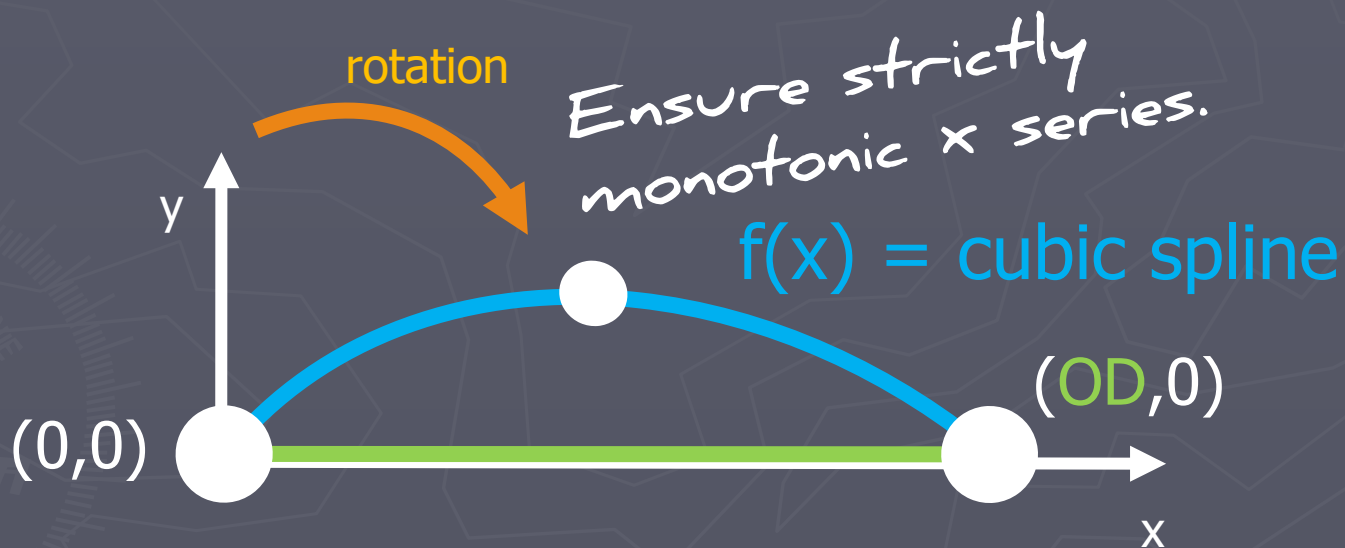 rotation
Ensure strictly
monotonic x series.
y
f(x) = cubic spline
(OD,0)
(0,0)
x